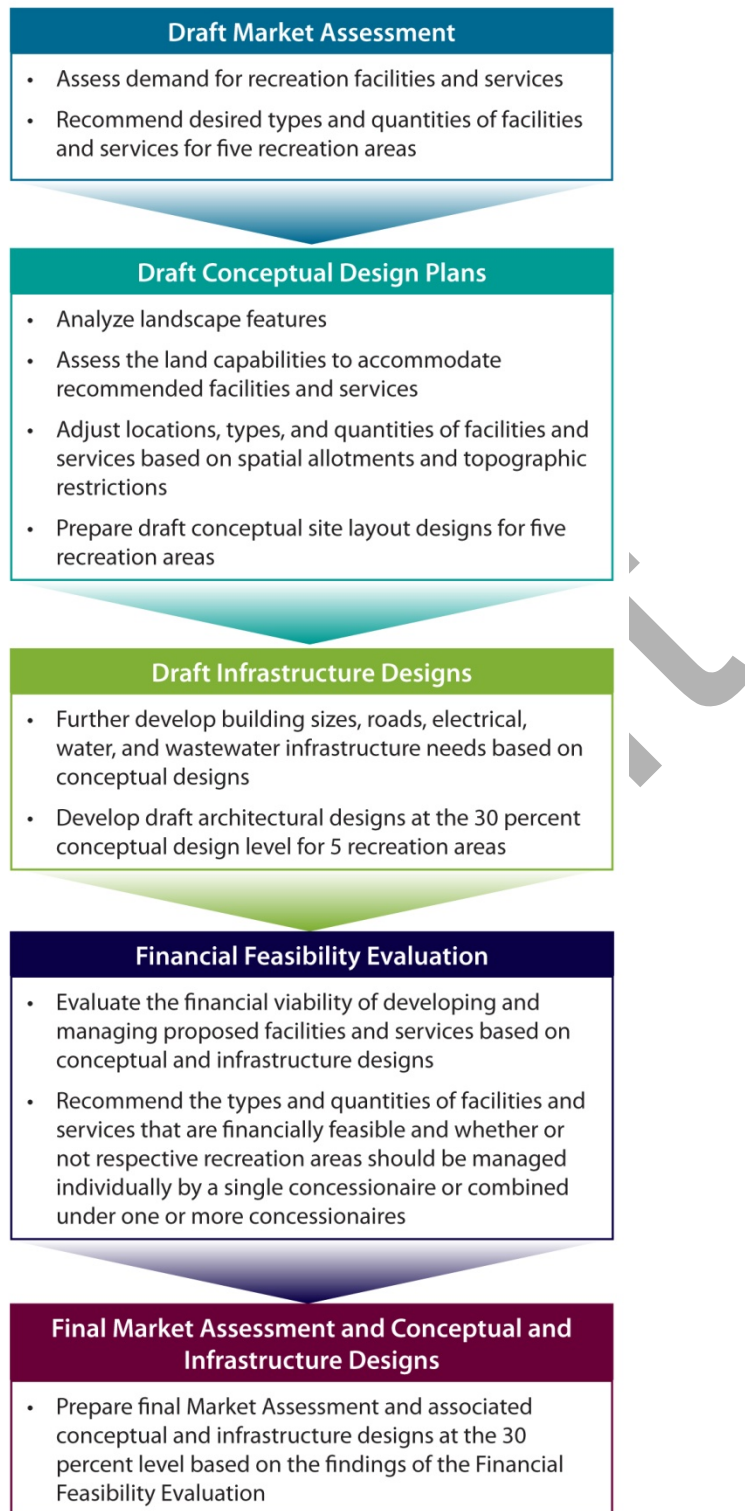 Draft Market Assessment
• Assess demand for recreation facilities and services
• Recommend desired types and quantities of facilities
and services for five recreation areas
Draft Conceptual Design Plans
• Analyze landscape features
• Assess the land capabilities to accommodate
recommended facilities and services
• Adjust locations, types, and quantities of facilities and
services based on spatial allotments and topographic
restrictions
• Prepare draft conceptual site layout designs for five
recreation areas
Draft Infrastructure Designs
• Further develop building sizes, roads, electrical,
water, and wastewater infrastructure needs based on
conceptual designs
• Develop draft architectural designs at the 30 percent
conceptual design level for 5 recreation areas
Financial Feasibility Evaluation
• Evaluate the financial viability of developing and
managing proposed facilities and services based on
conceptual and infrastructure designs
• Recommend the types and quantities of facilities and
services that are financially feasible and whether or
not respective recreation areas should be managed
individually by a single concessionaire or combined
under one or more concessionaires
Final Market Assessment and Conceptual and
Infrastructure Designs
• Prepare final Market Assessment and associated
conceptual and infrastructure designs at the 30
percent level based on the findings of the Financial
Feasibility Evaluation